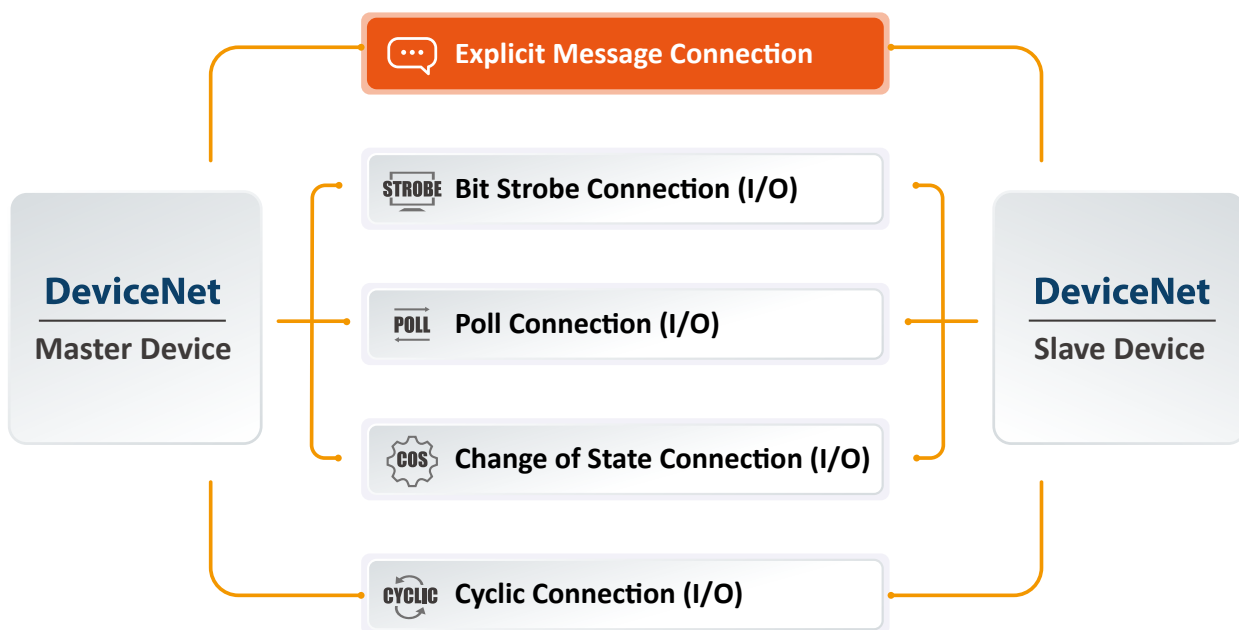 Explicit Message Connection
STROBE Bit Strobe Connection (I/O)
DeviceNet
Master Device
POLL Poll Connection (I/O)
DeviceNet
Slave Device
COS Change of State Connection (I/O)
CYCLIC Cyclic Connection (I/O)